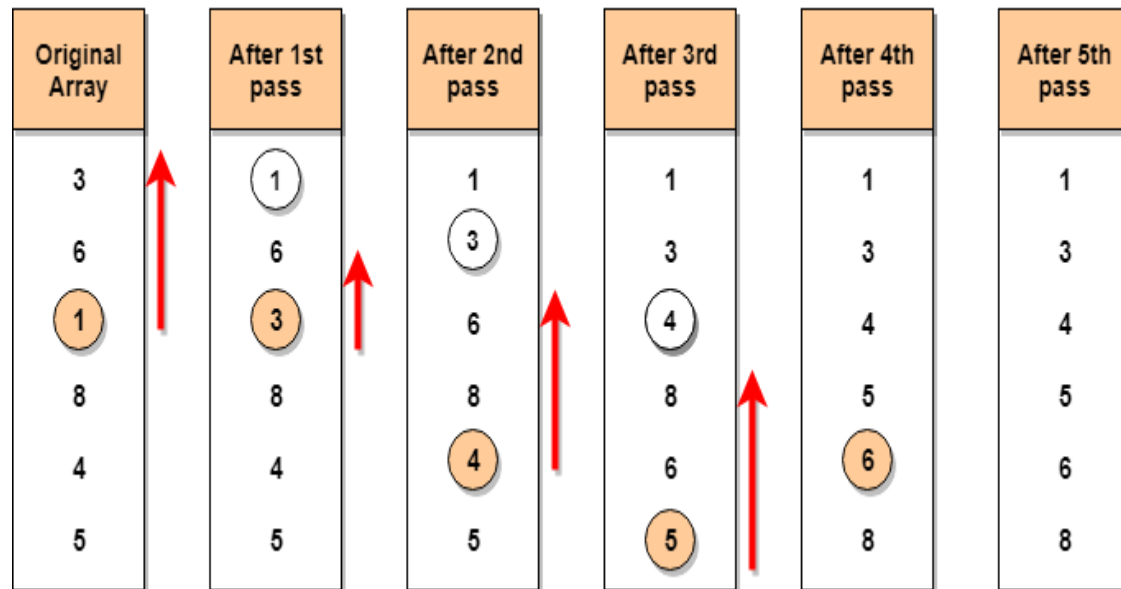 Original
Array
After 1st
pass
After 2nd
pass
After 3rd
pass
After 4th
pass
After 5th
pass
3 1 1 1 1 1
6 6 3 3 3 3
1 3 6 4 4 4
8 8 8 8 5 5
4 4 4 6 6 6
5 5 5 5 8 8